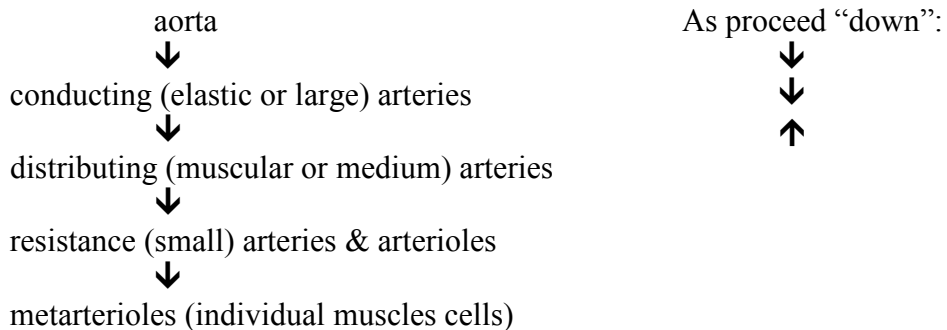 aorta As proceed “down”:
🡻 🡻
conducting (elastic or large) arteries 🡻
🡻 🡹
distributing (muscular or medium) arteries
🡻
resistance (small) arteries & arterioles
🡻
metarterioles (individual muscles cells)